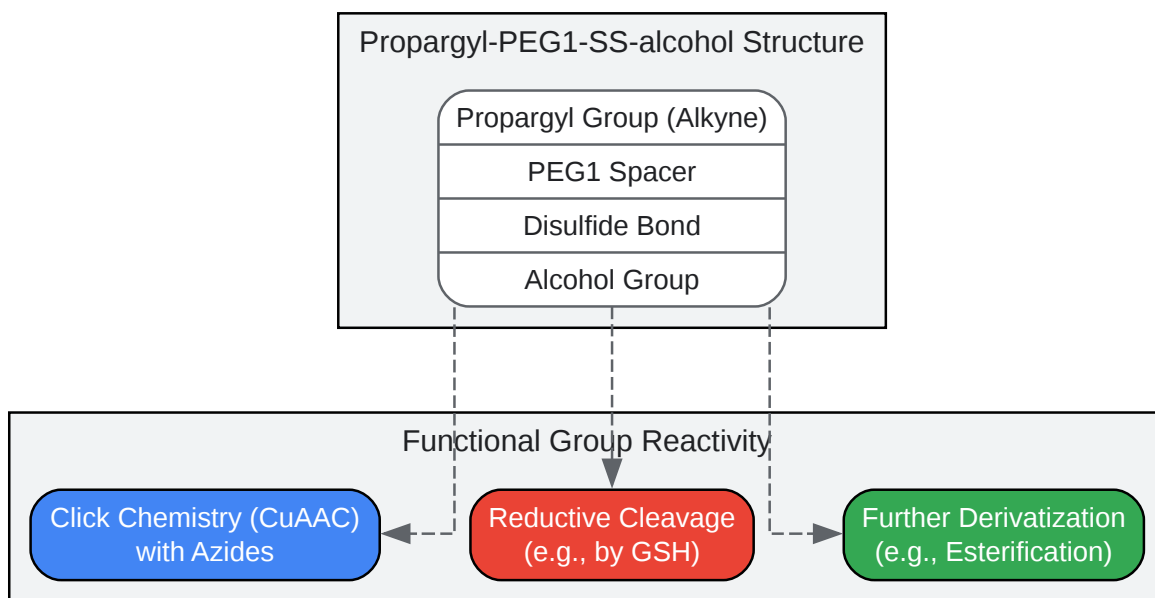 Propargyl-PEG1-SS-alcohol Structure
Propargyl Group (Alkyne)
PEG1 Spacer
Disulfide Bond
Alcohol Group
Functional Group Reactivity
Click Chemistry (CuAAC)
with Azides
Reductive Cleavage
(e.g., by GSH)
Further Derivatization
(e.g., Esterification)